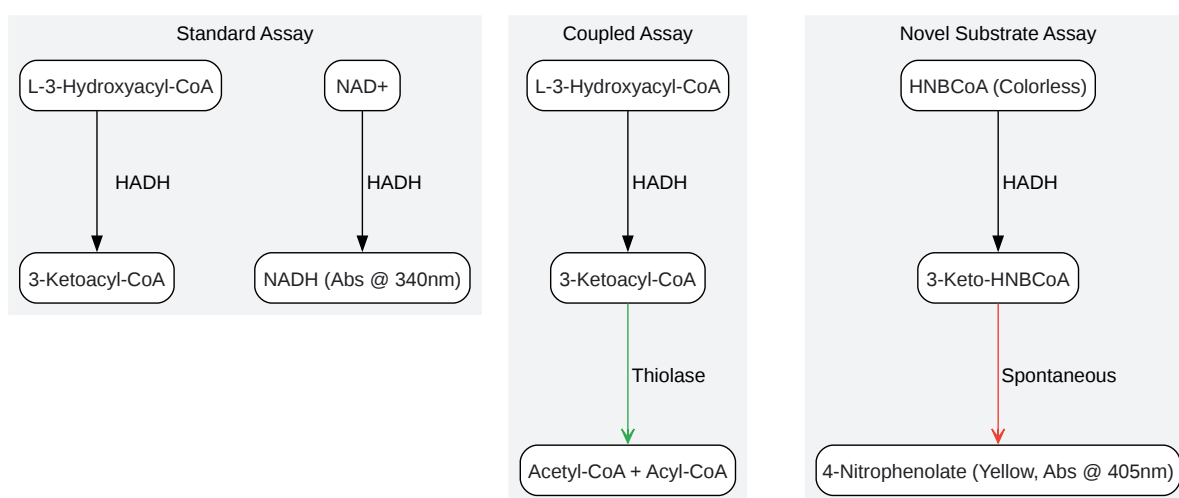 Standard Assay
L-3-Hydroxyacyl-CoA
NAD+
HADH
HADH
3-Ketoacyl-CoA
NADH (Abs @ 340nm)
Coupled Assay
L-3-Hydroxyacyl-CoA
HADH
3-Ketoacyl-CoA
Thiolase
Acetyl-CoA + Acyl-CoA
Novel Substrate Assay
HNBCoA (Colorless)
HADH
3-Keto-HNBCoA
Spontaneous
4-Nitrophenolate (Yellow, Abs @ 405nm)